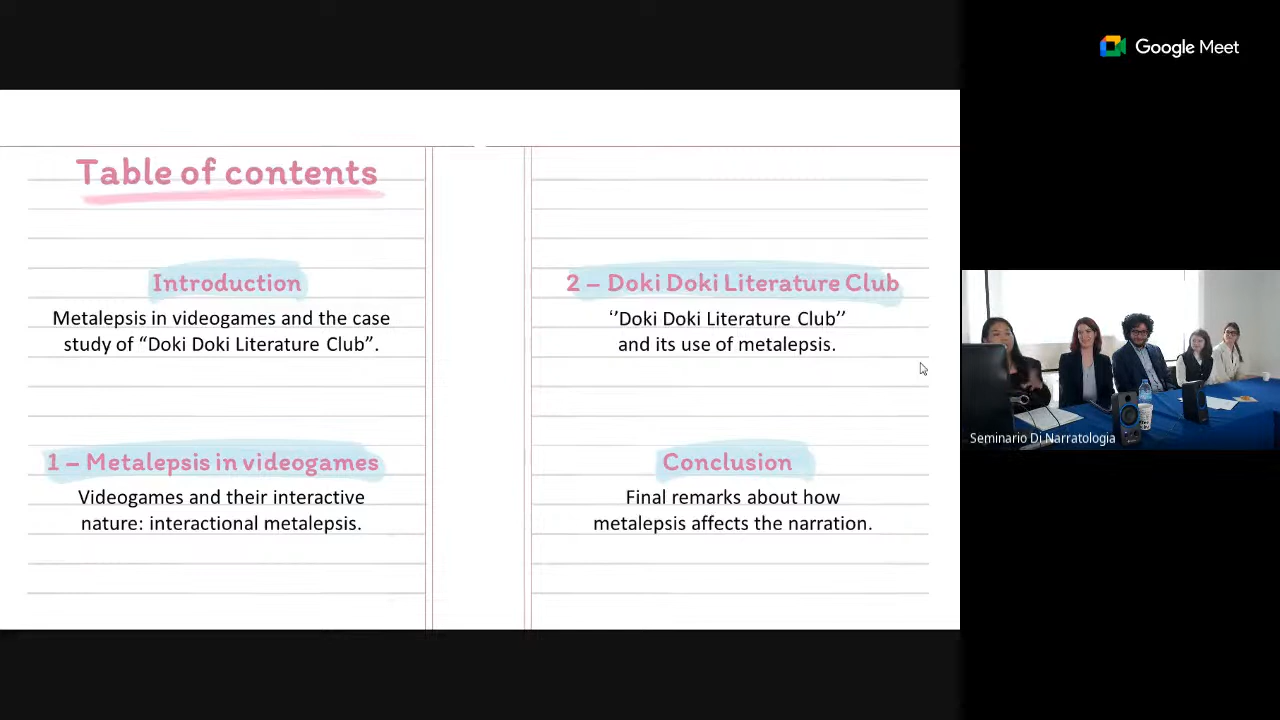 Google Meet
Table of contents
Introduction
Metalepsis in videogames and the case
study of “Doki Doki Literature Club”.
1 – Metalepsis in videogames
Videogames and their interactive
nature: interactional metalepsis.
2 – Doki Doki Literature Club
‘’Doki Doki Literature Club’’
and its use of metalepsis.
Conclusion
Final remarks about how
metalepsis affects the narration.
Seminario Di Narratologia